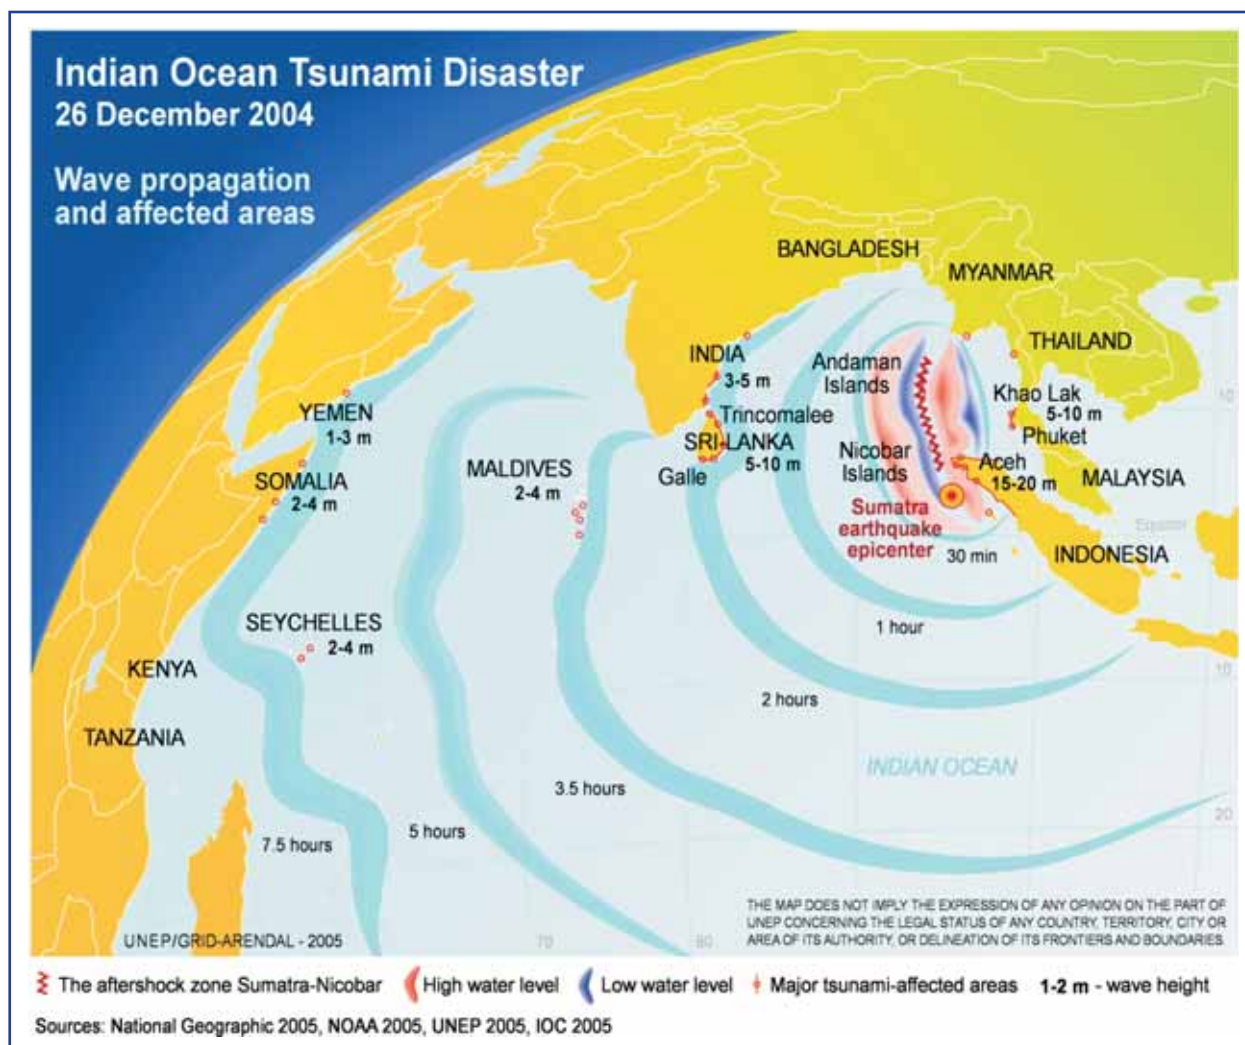 Indian Ocean Tsunami Disaster
26 December 2004
Wave propagation
and affected areas
BANGLADESH
MYANMAR
THAILAND
INDIA
3-5 m
Andaman
Islands
Khao Lak
5-10 m
Phuket
10
YEMEN
1-3 m
Trincomalee
SRI-LANKA
5-10 m
Galle
Nicobar
Islands
Aceh
15-20 m
MALAYSIA
SOMALIA
2-4 m
MALDIVES
2-4 m
Sumatra
earthquake
epicenter
Equator
INDONESIA
30 min
1 hour
SEYCHELLES
2-4 m
KENYA
10
2 hours
TANZANIA
INDIAN OCEAN
3.5 hours
5 hours
7.5 hours
20
THE MAP DOES NOT IMPLY THE EXPRESSION OF ANY OPINION ON THE PART OF
UNEP CONCERNING THE LEGAL STATUS OF ANY COUNTRY, TERRITORY, CITY OR
AREA OF ITS AUTHORITY, OR DELINEATION OF ITS FRONTIERS AND BOUNDARIES.
UNEP/GRID-ARENDAL - 2005
70
80
The aftershock zone Sumatra-Nicobar
High water level
Low water level
Major tsunami-affected areas
1-2 m - wave height
Sources: National Geographic 2005, NOAA 2005, UNEP 2005, IOC 2005